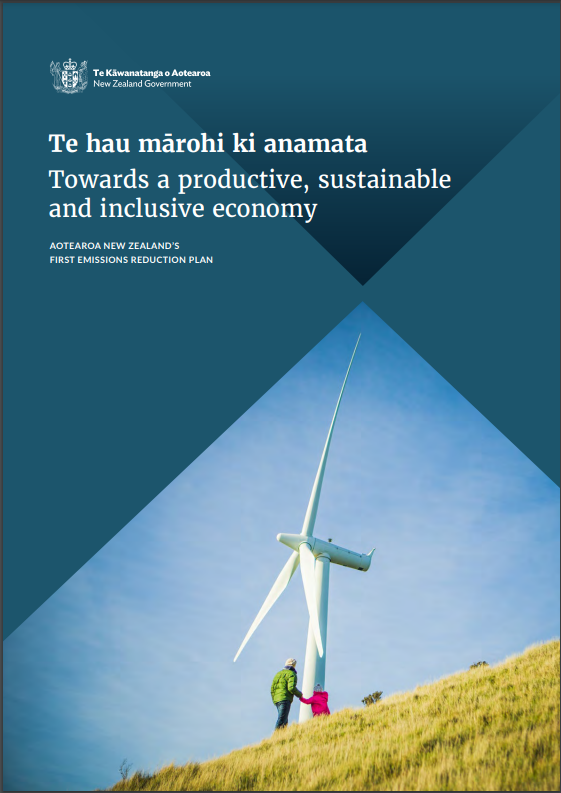 Te Kāwanatanga o Aotearoa
New Zealand Government
Te hau mārohi ki anamata
Towards a productive, sustainable
and inclusive economy
AOTEAROA NEW ZEALAND'S
FIRST EMISSIONS REDUCTION PLAN